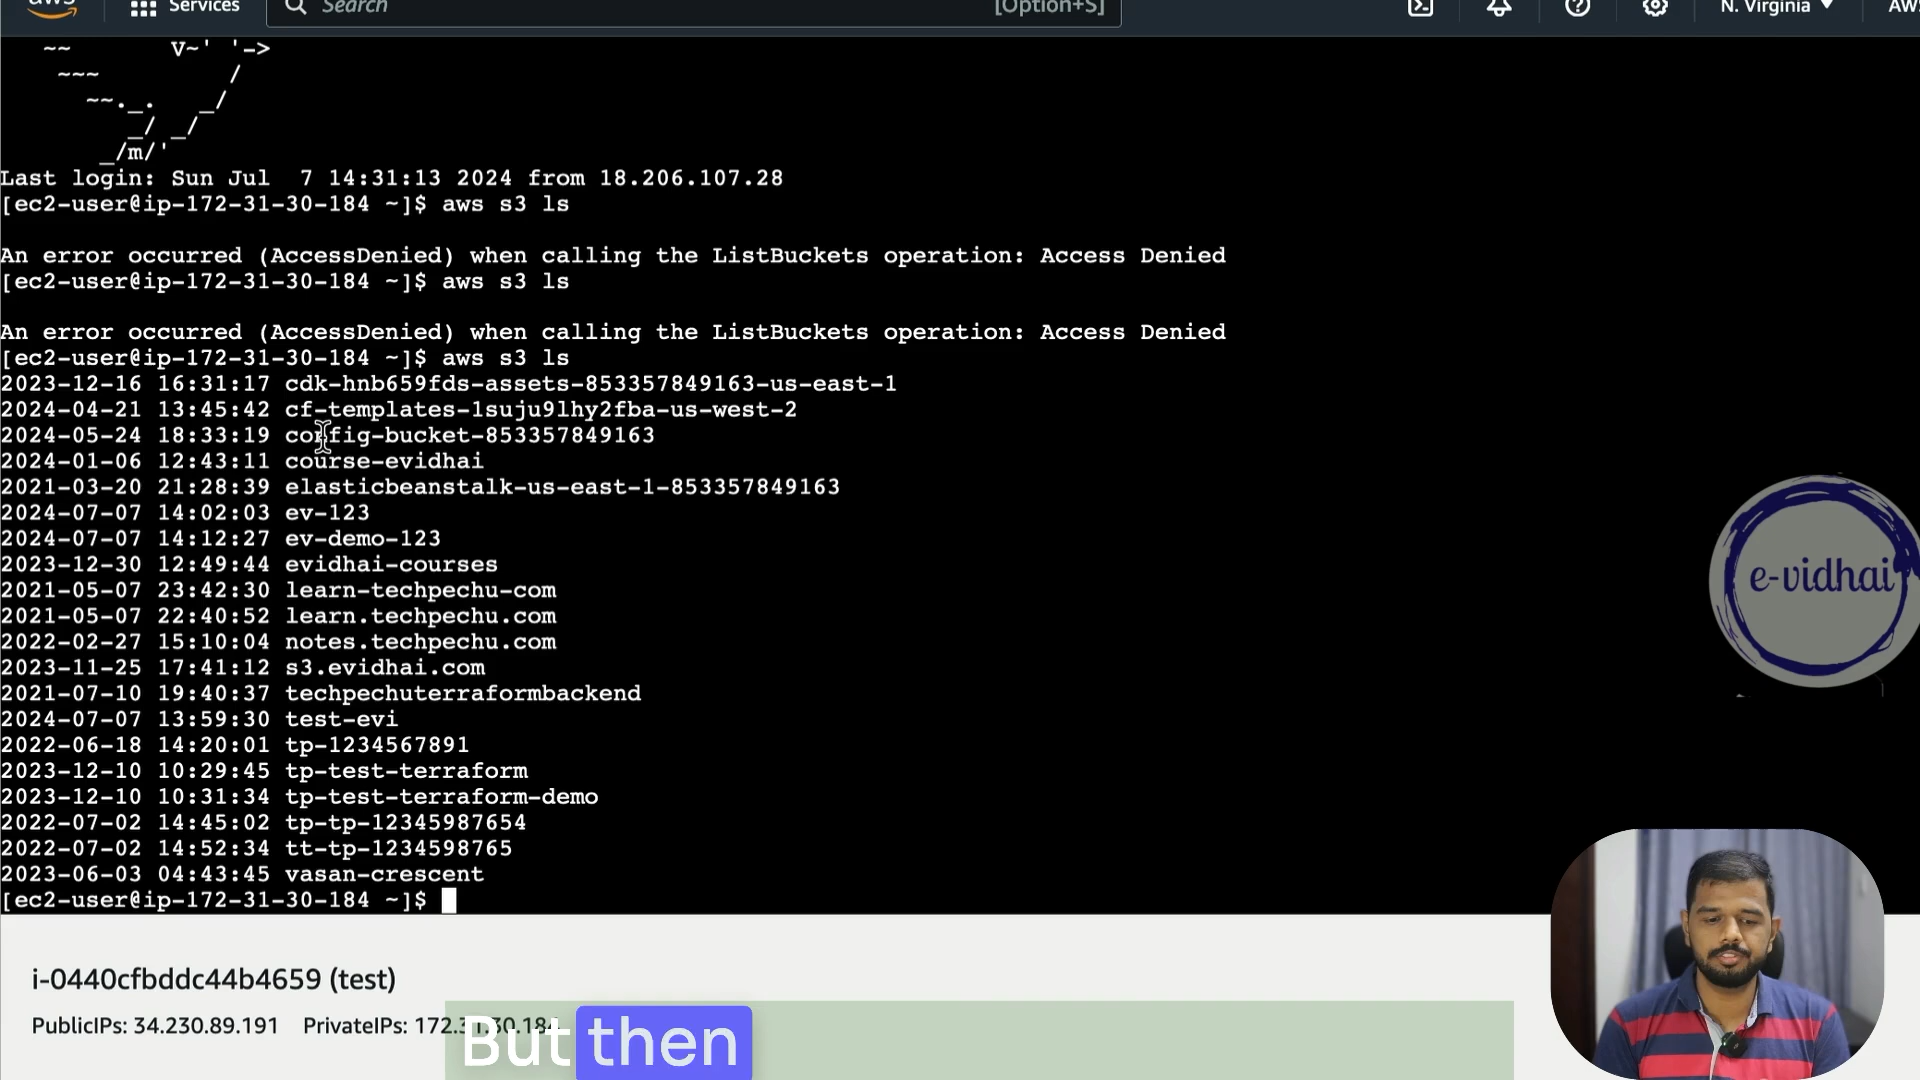 aws Services Search [Option+S] N. Virginia
~~ V~' '->
~~~ /
~~._. _/
_/ _/
_/m/'
Last login: Sun Jul  7 14:31:13 2024 from 18.206.107.28
[ec2-user@ip-172-31-30-184 ~]$ aws s3 ls
An error occurred (AccessDenied) when calling the ListBuckets operation: Access Denied
[ec2-user@ip-172-31-30-184 ~]$ aws s3 ls
An error occurred (AccessDenied) when calling the ListBuckets operation: Access Denied
[ec2-user@ip-172-31-30-184 ~]$ aws s3 ls
2023-12-16 16:31:17 cdk-hnb659fds-assets-853357849163-us-east-1
2024-04-21 13:45:42 cf-templates-1suju9lhy2fba-us-west-2
2024-05-24 18:33:19 config-bucket-853357849163
2024-01-06 12:43:11 course-evidhai
2021-03-20 21:28:39 elasticbeanstalk-us-east-1-853357849163
2024-07-07 14:02:03 ev-123
2024-07-07 14:12:27 ev-demo-123
2023-12-30 12:49:44 evidhai-courses
2021-05-07 23:42:30 learn-techpechu-com
2021-05-07 22:40:52 learn.techpechu.com
2022-02-27 15:10:04 notes.techpechu.com
2023-11-25 17:41:12 s3.evidhai.com
2021-07-10 19:40:37 techpechuterraformbackend
2024-07-07 13:59:30 test-evi
2022-06-18 14:20:01 tp-1234567891
2023-12-10 10:29:45 tp-test-terraform
2023-12-10 10:31:34 tp-test-terraform-demo
2022-07-02 14:45:02 tp-tp-12345987654
2022-07-02 14:52:34 tt-tp-1234598765
2023-06-03 04:43:45 vasan-crescent
[ec2-user@ip-172-31-30-184 ~]$
e-vidhai
i-0440cfbddc44b4659 (test)
PublicIPs: 34.230.89.191 PrivateIPs: 172.31.30.184
But then